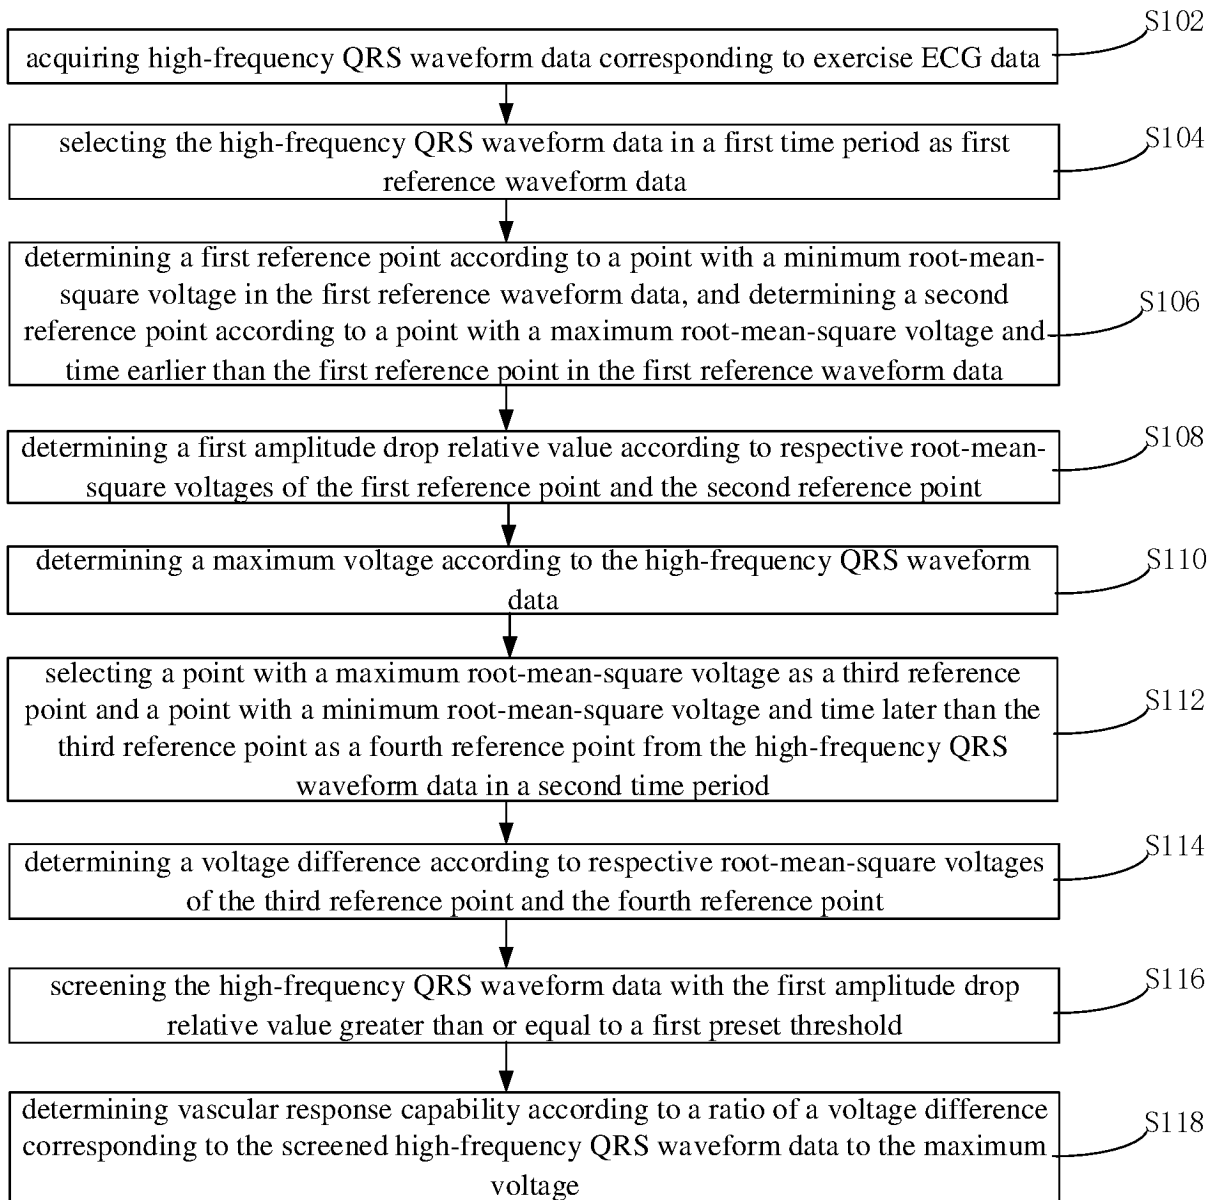 S102
acquiring high-frequency QRS waveform data corresponding to exercise ECG data
S104
selecting the high-frequency QRS waveform data in a first time period as first
reference waveform data
determining a first reference point according to a point with a minimum root-mean-
square voltage in the first reference waveform data, and determining a second
S106
reference point according to a point with a maximum root-mean-square voltage and
time earlier than the first reference point in the first reference waveform data
S108
determining a first amplitude drop relative value according to respective root-mean-
square voltages of the first reference point and the second reference point
S110
determining a maximum voltage according to the high-frequency QRS waveform
data
selecting a point with a maximum root-mean-square voltage as a third reference
S112
point and a point with a minimum root-mean-square voltage and time later than the
third reference point as a fourth reference point from the high-frequency QRS
waveform data in a second time period
S114
determining a voltage difference according to respective root-mean-square voltages
of the third reference point and the fourth reference point
S116
screening the high-frequency QRS waveform data with the first amplitude drop
relative value greater than or equal to a first preset threshold
determining vascular response capability according to a ratio of a voltage difference
S118
corresponding to the screened high-frequency QRS waveform data to the maximum
voltage